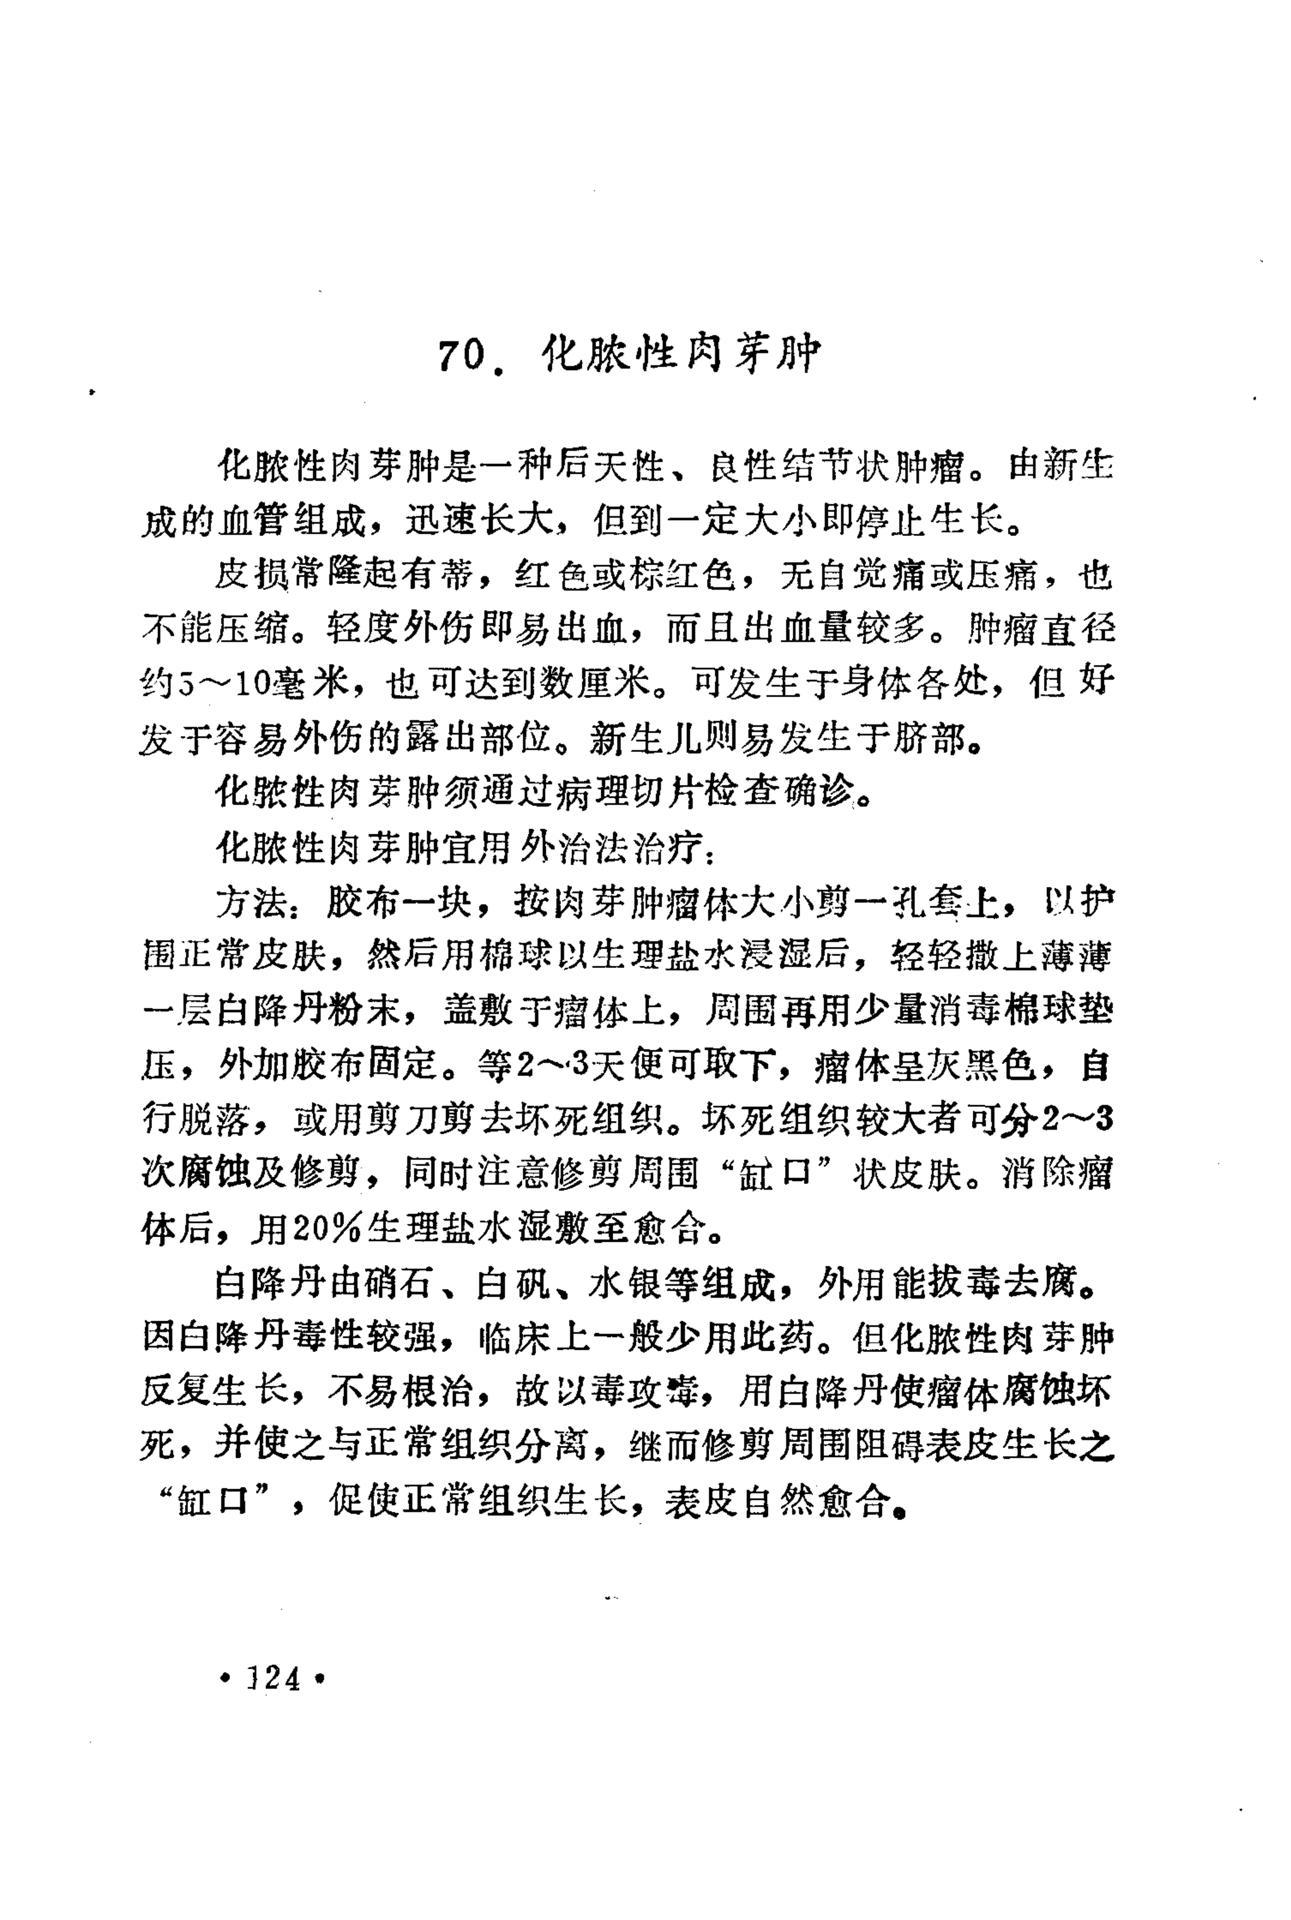 70．化脓性肉芽肿
化脓性肉芽肿是一种后天性、良性结节状肿瘤。由新生
成的血管组成，迅速长大，但到一定大小即停止生长。
皮损常隆起有蒂，红色或棕红色，无自觉痛或压痛，也
不能压缩。轻度外伤即易出血，而且出血量较多。肿瘤直径
约5～10毫米，也可达到数厘米。可发生于身体各处，但好
发于容易外伤的露出部位。新生儿则易发生于脐部。
化脓性肉芽肿须通过病理切片检查确诊。
化脓性肉芽肿宜用外治法治疗：
方法：胶布一块，按肉芽肿瘤体大小剪一孔套上，以护
围正常皮肤，然后用棉球以生理盐水浸湿后，轻轻撒上薄薄
一层白降丹粉末，盖敷于瘤体上，周围再用少量消毒棉球垫
压，外加胶布固定。等2～3天便可取下，瘤体呈灰黑色，自
行脱落，或用剪刀剪去坏死组织。坏死组织较大者可分2～3
次腐蚀及修剪，同时注意修剪周围“缸口”状皮肤。消除瘤
体后，用20%生理盐水湿敷至愈合。
白降丹由硝石、白矾、水银等组成，外用能拔毒去腐。
因白降丹毒性较强，临床上一般少用此药。但化脓性肉芽肿
反复生长，不易根治，故以毒攻毒，用白降丹使瘤体腐蚀坏
死，并使之与正常组织分离，继而修剪周围阻碍表皮生长之
“缸口”，促使正常组织生长，表皮自然愈合。
·124·